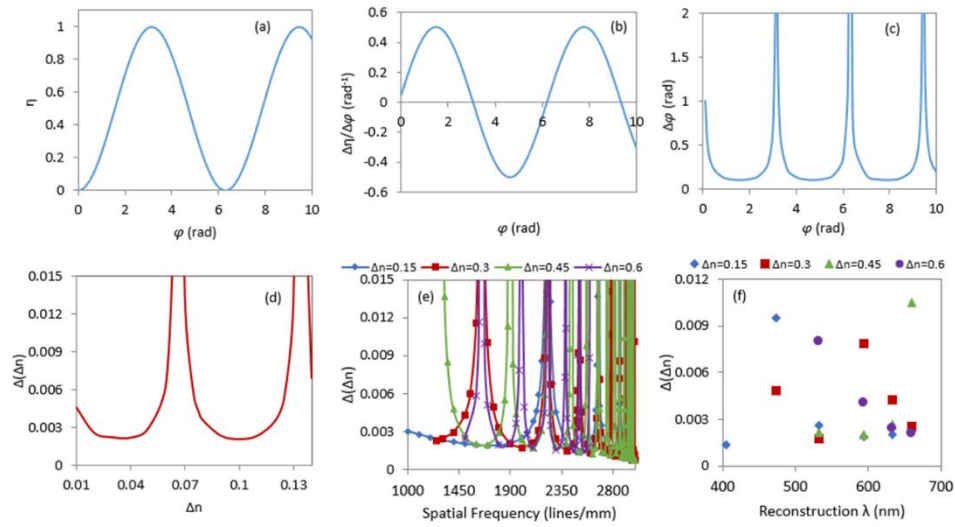 (a)
η
1
0.8
0.6
0.4
0.2
0
0 2 4 6 8 10
φ (rad)
(b)
Δη/Δφ (rad⁻¹)
0.6
0.4
0.2
0
-0.2
-0.4
-0.6
0 2 4 6 8 10
φ (rad)
(c)
Δφ (rad)
2
1
0
0 2 4 6 8 10
φ (rad)
(d)
Δ(Δn)
0.015
0.012
0.009
0.006
0.003
0
0.01 0.04 0.07 0.1 0.13
Δn
Δn=0.15 Δn=0.3 Δn=0.45 Δn=0.6
(e)
Δ(Δn)
0.015
0.012
0.009
0.006
0.003
0.000
1000 1450 1900 2350 2800
Spatial Frequency (lines/mm)
Δn=0.15 Δn=0.3 Δn=0.45 Δn=0.6
(f)
Δ(Δn)
0.012
0.009
0.006
0.003
0
400 500 600 700
Reconstruction λ (nm)